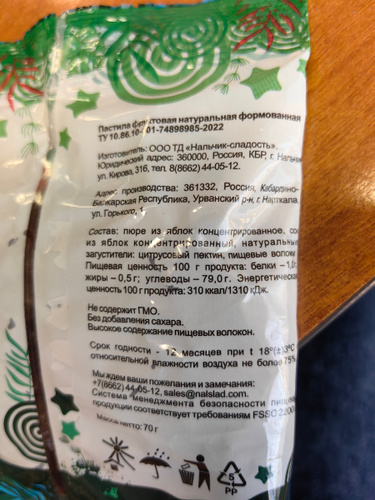 Пастила фруктовая натуральная формованная
ТУ 10.86.10-001-74898985-2022
Изготовитель: ООО ТД «Нальчик-сладость».
Юридический адрес: 360000, Россия, КБР, г. Нальчик
ул. Кирова, 316, тел. 8(8662) 44-05-12.
Адрес производства: 361332, Россия, Кабардино-
Балкарская Республика, Урванский р-н, г. Нарткала,
ул. Горького, 1
Состав: пюре из яблок концентрированное, сок
из яблок концентрированный, натуральные
загустители: цитрусовый пектин, пищевые волокн
Пищевая ценность 100 г продукта: белки –1,0
жиры – 0,5 г; углеводы – 79,0 г. Энергетическая
ценность 100 г продукта: 310 ккал/1310 кДж.
Не содержит ГМО.
Без добавления сахара.
Высокое содержание пищевых волокон.
Срок годности - 12 месяцев при t 18°(±)3°С
относительной влажности воздуха не более 75%
Мы ждем ваши пожелания и замечания:
+7(8662) 44-05-12, sales@nalslad.com.
Система менеджмента безопасности пищевой
продукции соответствует требованиям FSSC 22000
Масса нетто: 70 г
5
PP